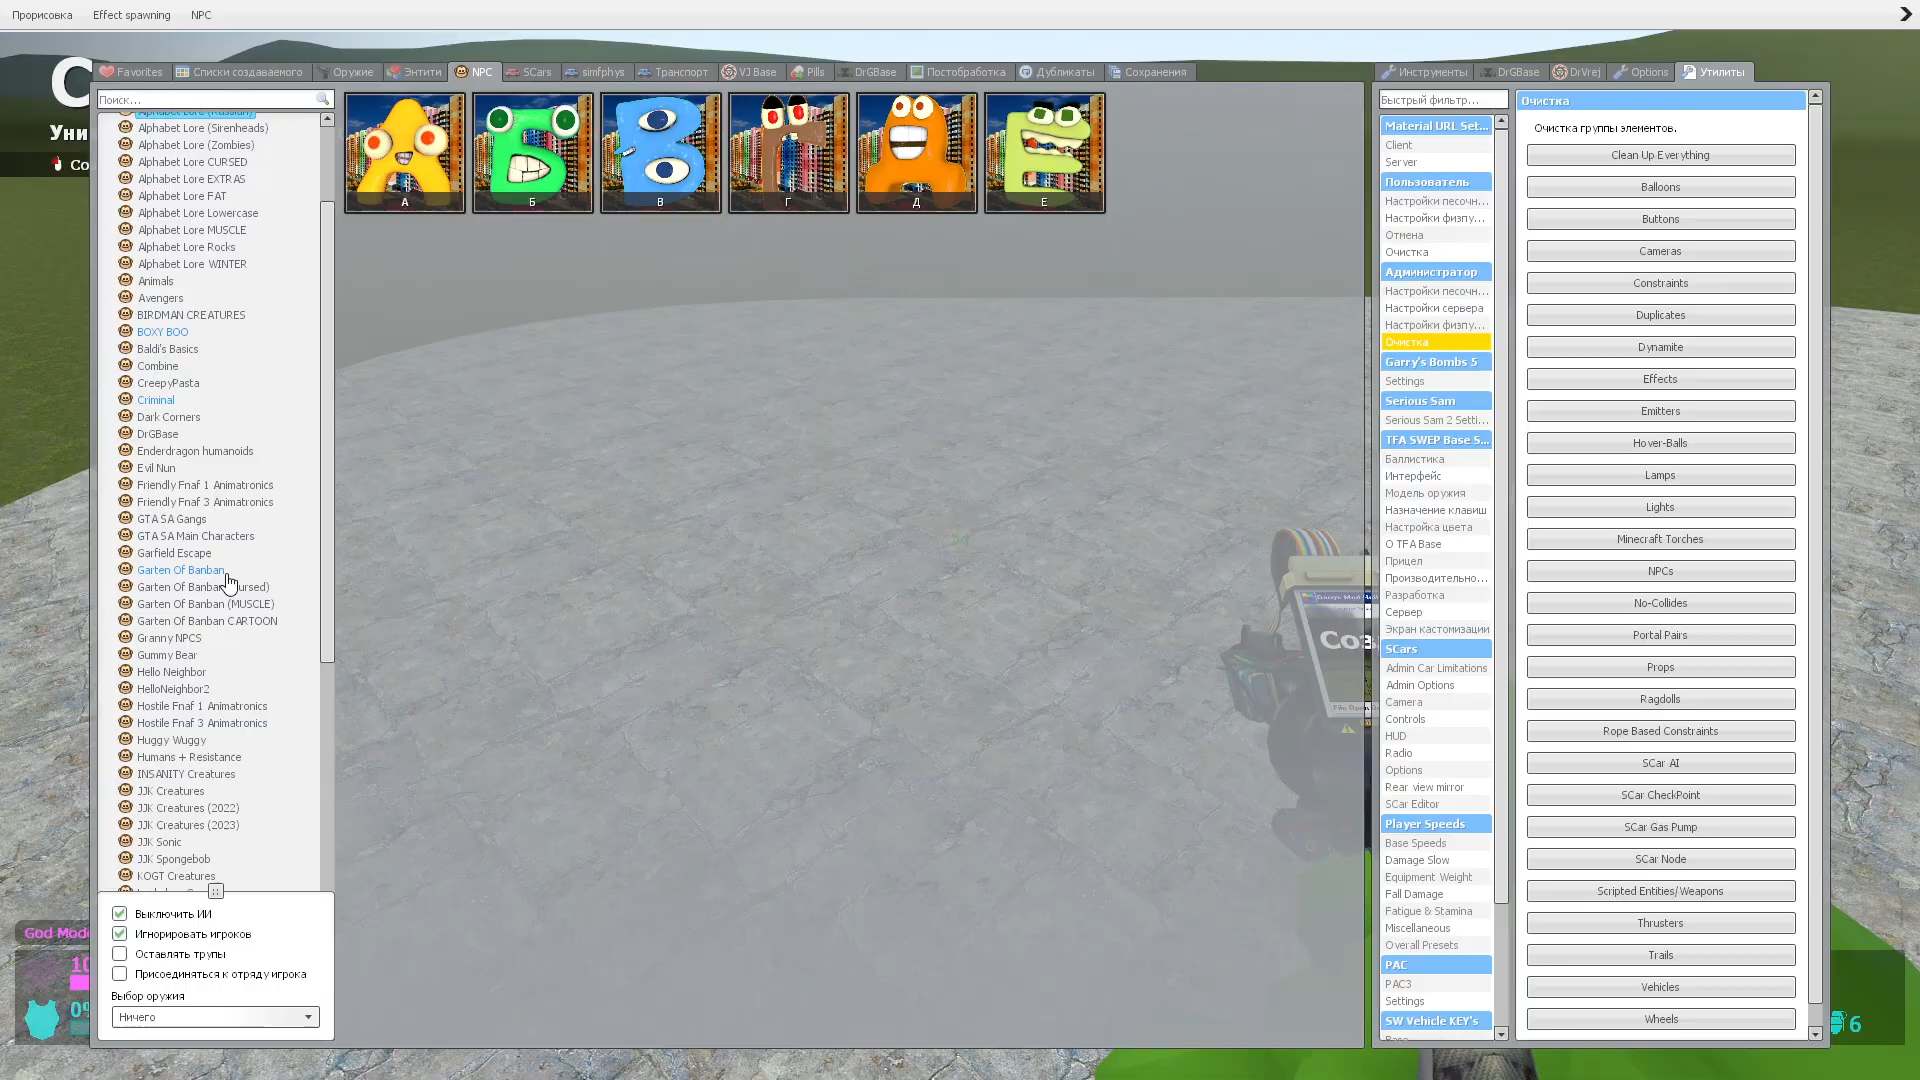 Прорисовка
Effect spawning
NPC
Favorites
Списки создаваемого
Оружие
Энтити
NPC
SCars
simfphys
Транспорт
VJ Base
Pills
DrGBase
Постобработка
Дубликаты
Сохранения
Инструменты
DrGBase
DrVrej
Options
Утилиты
С
Уни
Со
Поиск...
Alphabet Lore (Russian)
Alphabet Lore (Sirenheads)
Alphabet Lore (Zombies)
Alphabet Lore CURSED
Alphabet Lore EXTRAS
Alphabet Lore FAT
Alphabet Lore Lowercase
Alphabet Lore MUSCLE
Alphabet Lore Rocks
Alphabet Lore WINTER
Animals
Avengers
BIRDMAN CREATURES
BOXY BOO
Baldi's Basics
Combine
CreepyPasta
Criminal
Dark Corners
DrGBase
Enderdragon humanoids
Evil Nun
Friendly Fnaf 1 Animatronics
Friendly Fnaf 3 Animatronics
GTA SA Gangs
GTA SA Main Characters
Garfield Escape
Garten Of Banban
Garten Of Banban ursed)
Garten Of Banban (MUSCLE)
Garten Of Banban CARTOON
Granny NPCS
Gummy Bear
Hello Neighbor
HelloNeighbor2
Hostile Fnaf 1 Animatronics
Hostile Fnaf 3 Animatronics
Huggy Wuggy
Humans + Resistance
INSANITY Creatures
JJK Creatures
JJK Creatures (2022)
JJK Creatures (2023)
JJK Sonic
JJK Spongebob
KOGT Creatures
Выключить ИИ
Игнорировать игроков
Оставлять трупы
Присоединяться к отряду игрока
Выбор оружия
Ничего
God Mode
10
0%
А
Б
В
Г
Д
Е
Соз
Быстрый фильтр...
Material URL Set...
Client
Server
Пользователь
Настройки песочн...
Настройки физпу...
Отмена
Очистка
Администратор
Настройки песочн...
Настройки сервера
Настройки физпу...
Очистка
Garry's Bombs 5
Settings
Serious Sam
Serious Sam 2 Setti...
TFA SWEP Base S...
Баллистика
Интерфейс
Модель оружия
Назначение клавиш
Настройка цвета
О TFA Base
Прицел
Производительно...
Разработка
Сервер
Экран кастомизации
SCars
Admin Car Limitations
Admin Options
Camera
Controls
HUD
Radio
Options
Rear view mirror
SCar Editor
Player Speeds
Base Speeds
Damage Slow
Equipment Weight
Fall Damage
Fatigue & Stamina
Miscellaneous
Overall Presets
PAC
PAC3
Settings
SW Vehicle KEY's
Очистка
Очистка группы элементов.
Clean Up Everything
Balloons
Buttons
Cameras
Constraints
Duplicates
Dynamite
Effects
Emitters
Hover-Balls
Lamps
Lights
Minecraft Torches
NPCs
No-Collides
Portal Pairs
Props
Ragdolls
Rope Based Constraints
SCar AI
SCar CheckPoint
SCar Gas Pump
SCar Node
Scripted Entities/Weapons
Thrusters
Trails
Vehicles
Wheels
6